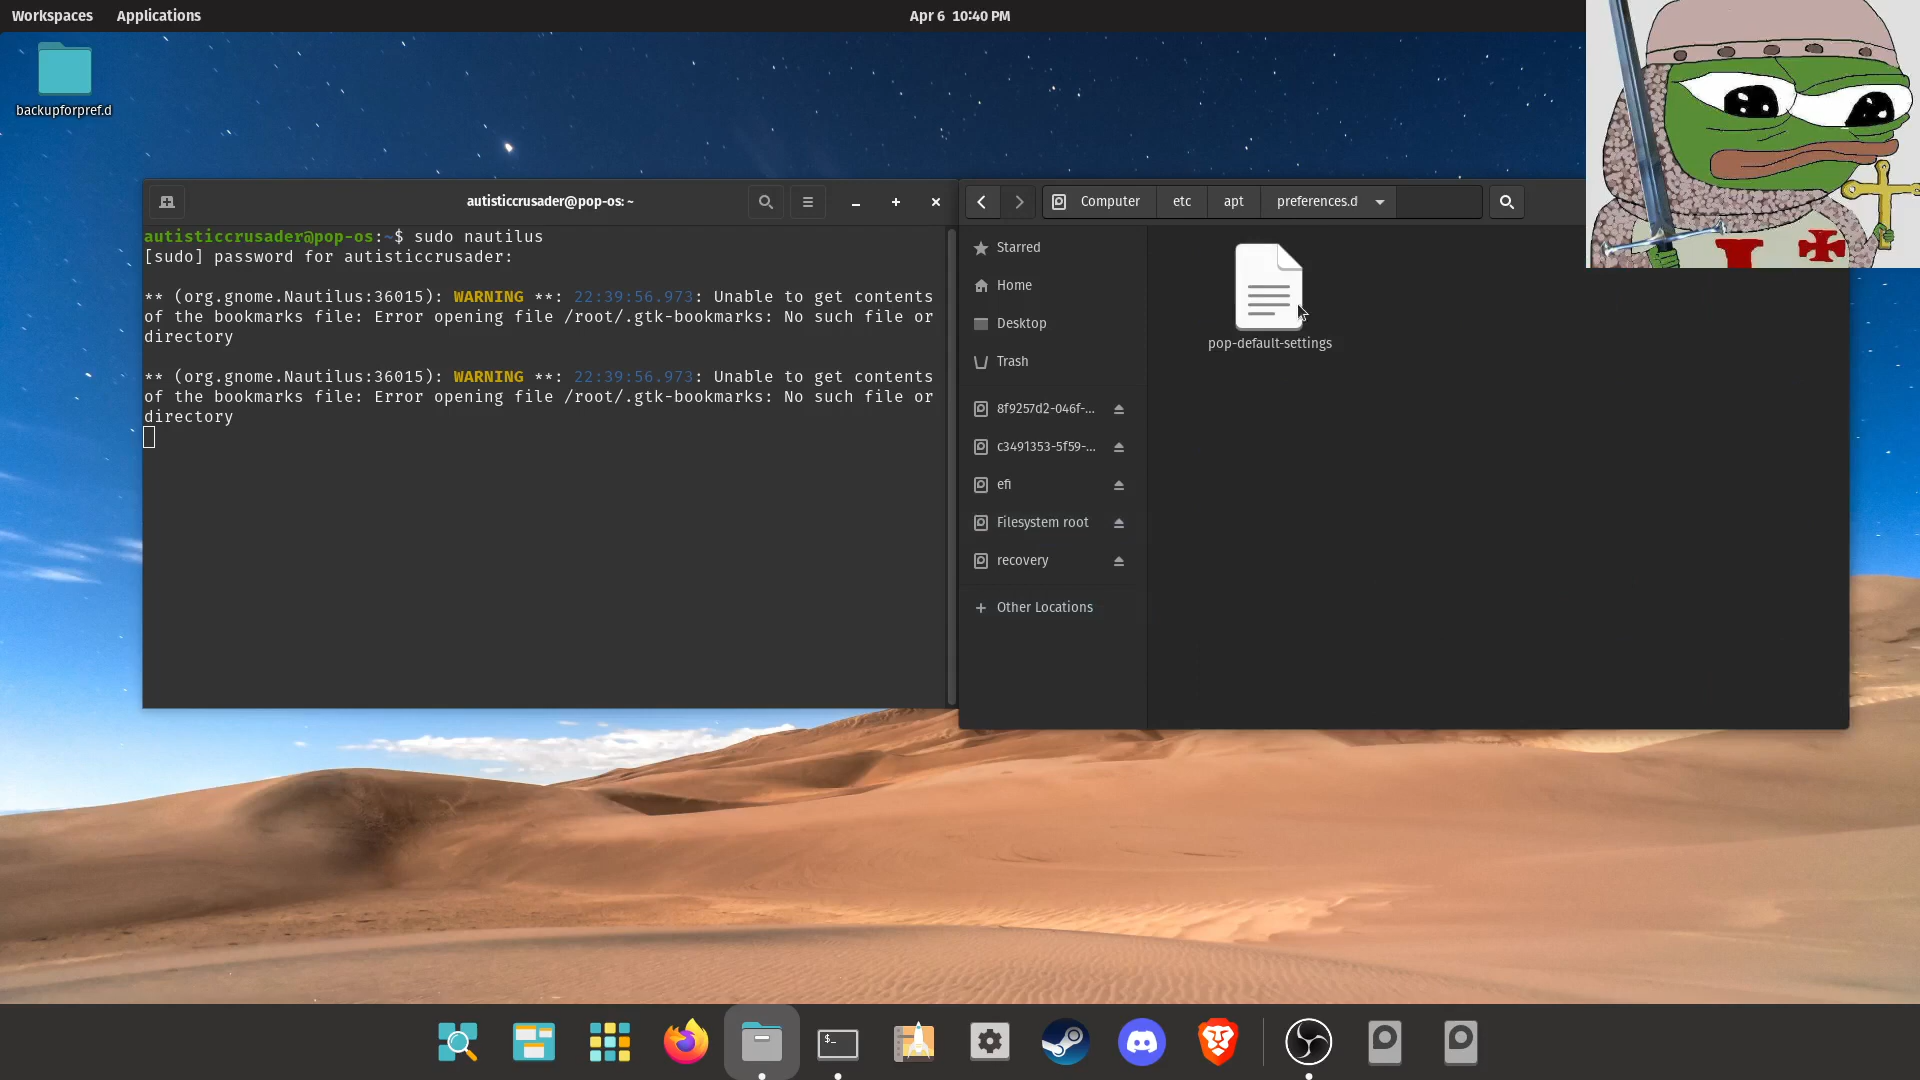 Workspaces Applications Apr 6 10:40 PM
backupforpref.d
autisticcrusader@pop-os: ~
autisticcrusader@pop-os:~$ sudo nautilus
[sudo] password for autisticcrusader:
** (org.gnome.Nautilus:36015): WARNING **: 22:39:56.973: Unable to get contents
of the bookmarks file: Error opening file /root/.gtk-bookmarks: No such file or
directory
** (org.gnome.Nautilus:36015): WARNING **: 22:39:56.973: Unable to get contents
of the bookmarks file: Error opening file /root/.gtk-bookmarks: No such file or
directory
Computer etc apt preferences.d
Starred
Home
Desktop
Trash
8f9257d2-046f-...
c3491353-5f59-...
efi
Filesystem root
recovery
Other Locations
pop-default-settings
$_